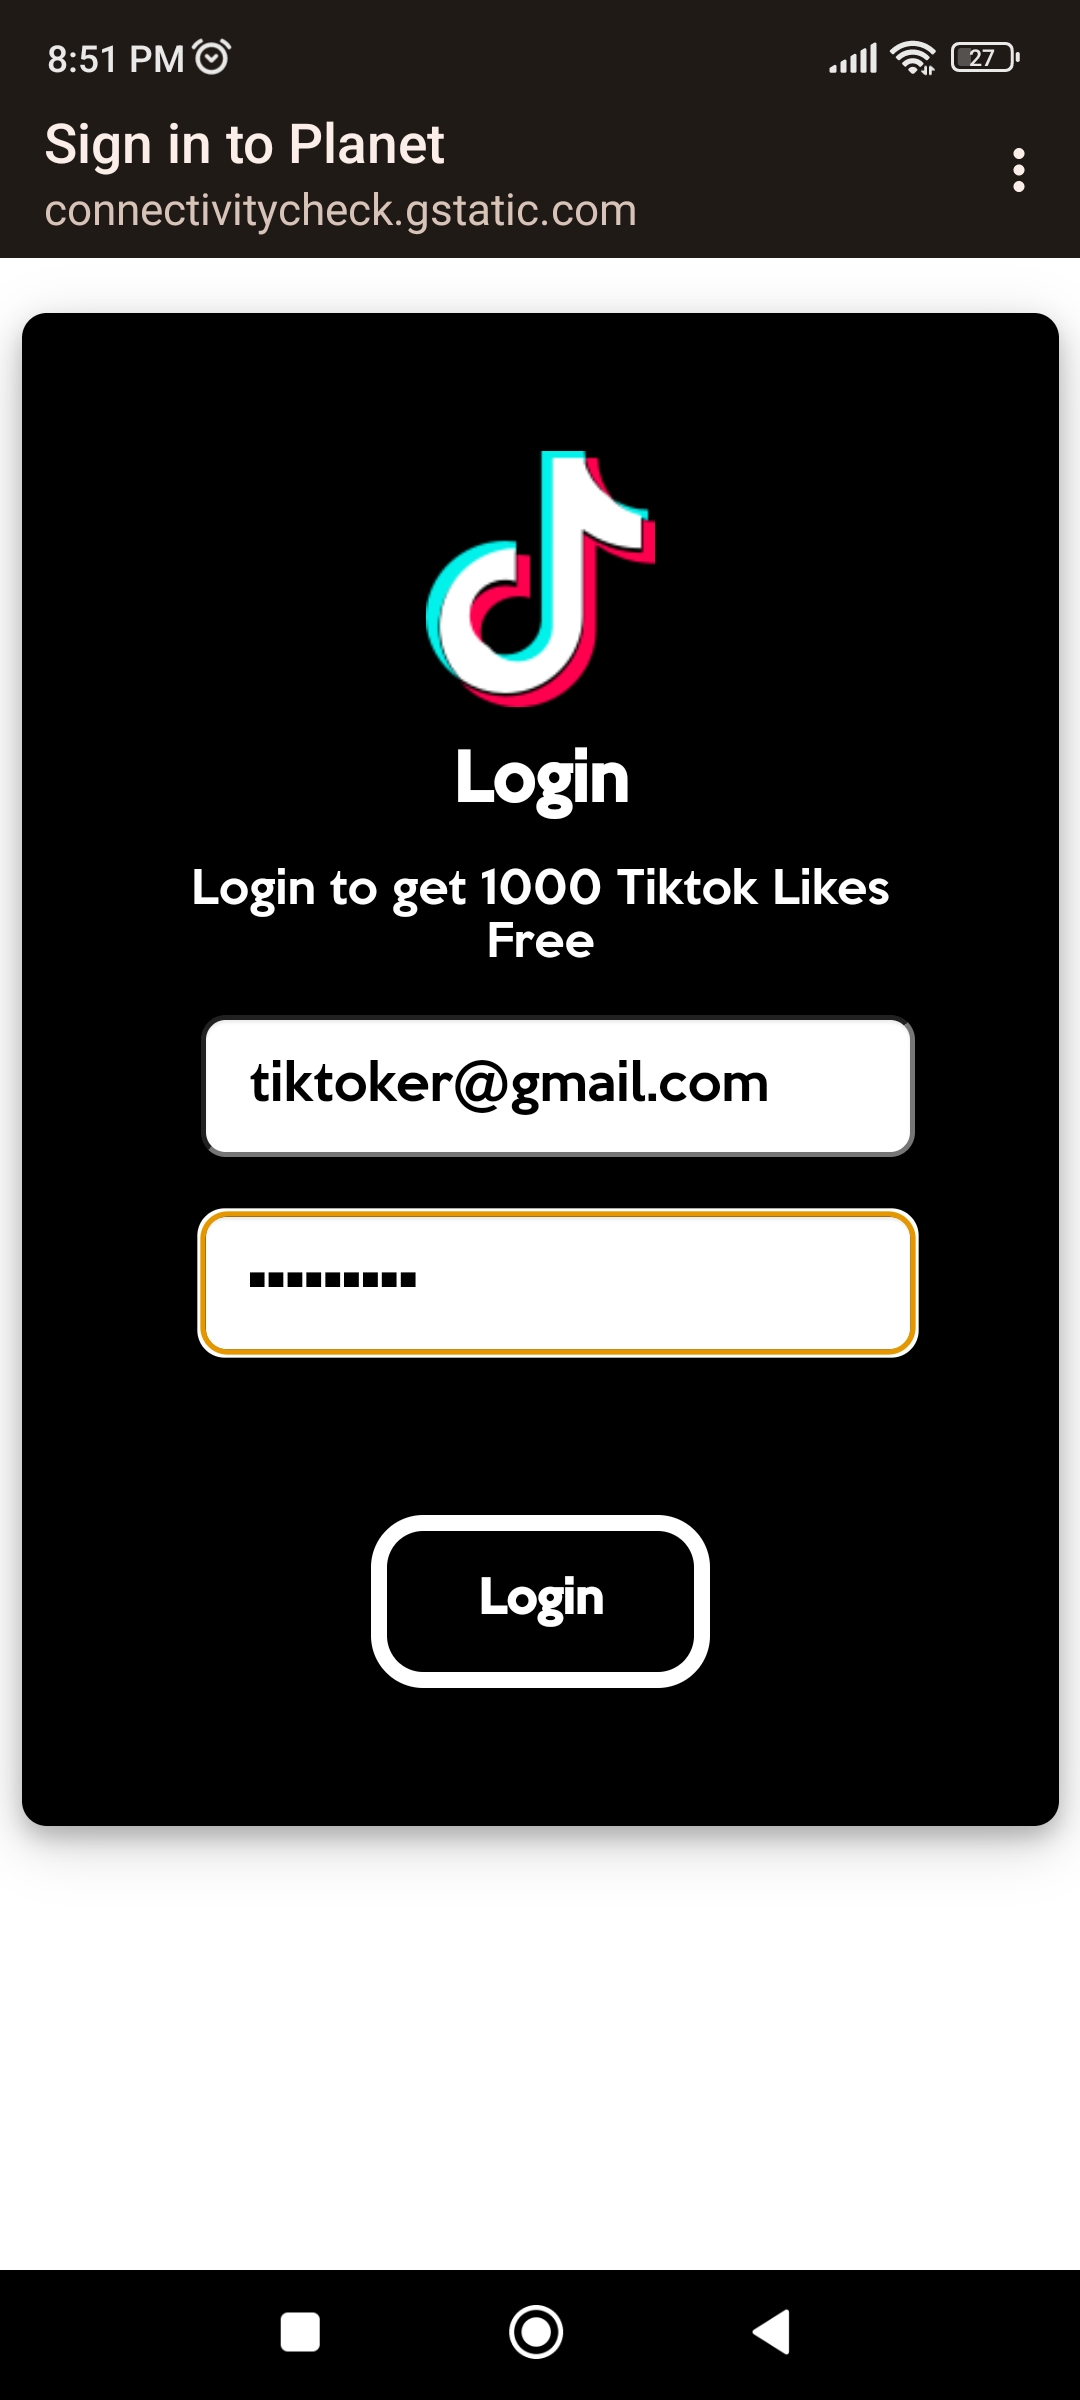 8:51 PM
27
Sign in to Planet
connectivitycheck.gstatic.com
Login
Login to get 1000 Tiktok Likes
Free
tiktoker@gmail.com
Login